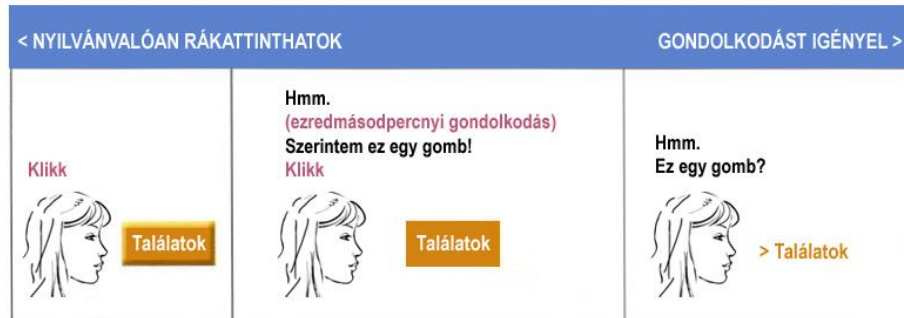 < NYILVÁNVALÓAN RÁKATTINTHATOK
GONDOLKODÁST IGÉNYEL >
Klikk
Találatok
Hmm.
(ezredmásodpercnyi gondolkodás)
Szerintem ez egy gomb!
Klikk
Találatok
Hmm.
Ez egy gomb?
> Találatok